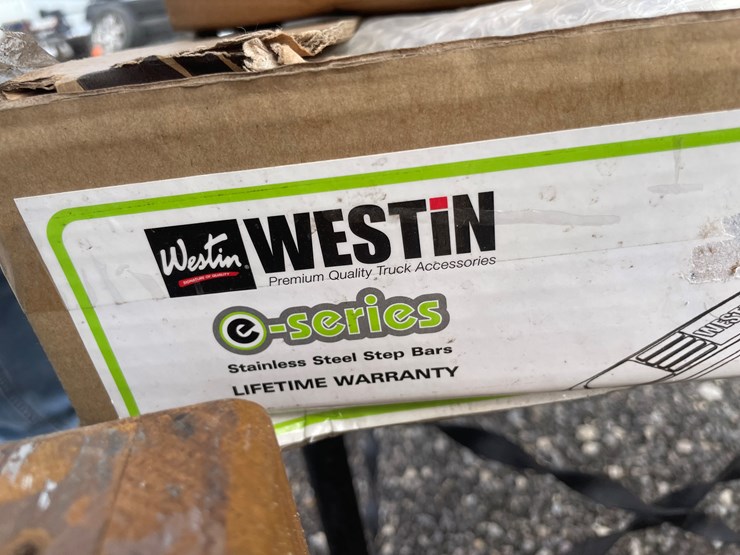 Westin
WESTiN
Premium Quality Truck Accessories
e-series
Stainless Steel Step Bars
LIFETIME WARRANTY